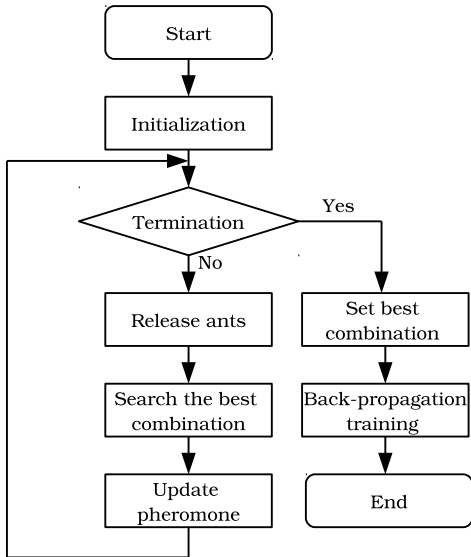 Start
Initialization
Termination
Yes
No
Release ants
Set best
combination
Search the best
combination
Back-propagation
training
Update
pheromone
End